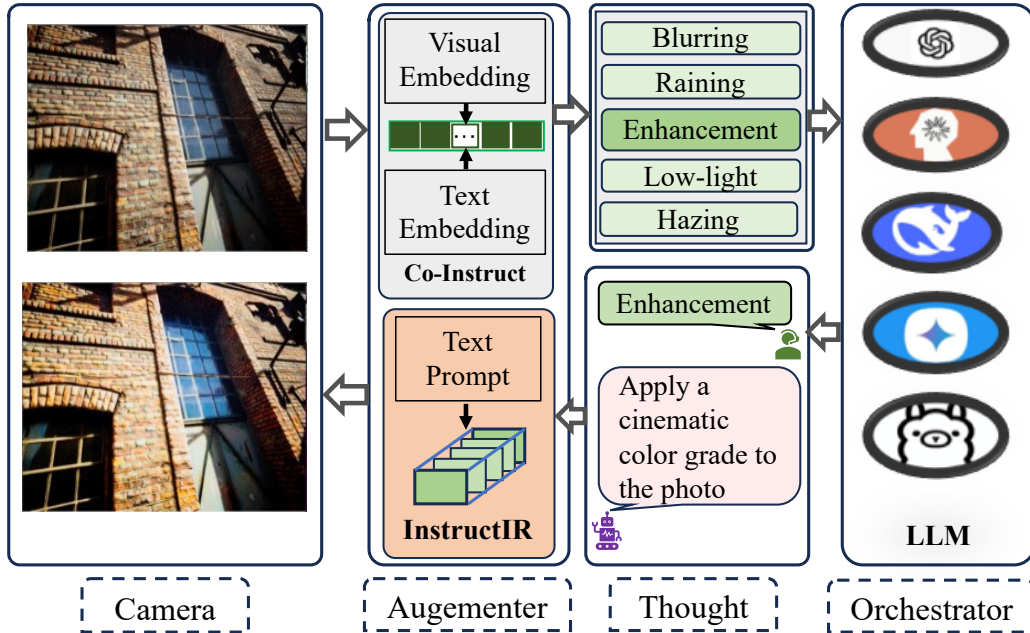 Visual
Embedding
...
Text
Embedding
Co-Instruct
Text
Prompt
InstructIR
Blurring
Raining
Enhancement
Low-light
Hazing
Enhancement
Apply a
cinematic
color grade to
the photo
LLM
Camera
Augementer
Thought
Orchestrator